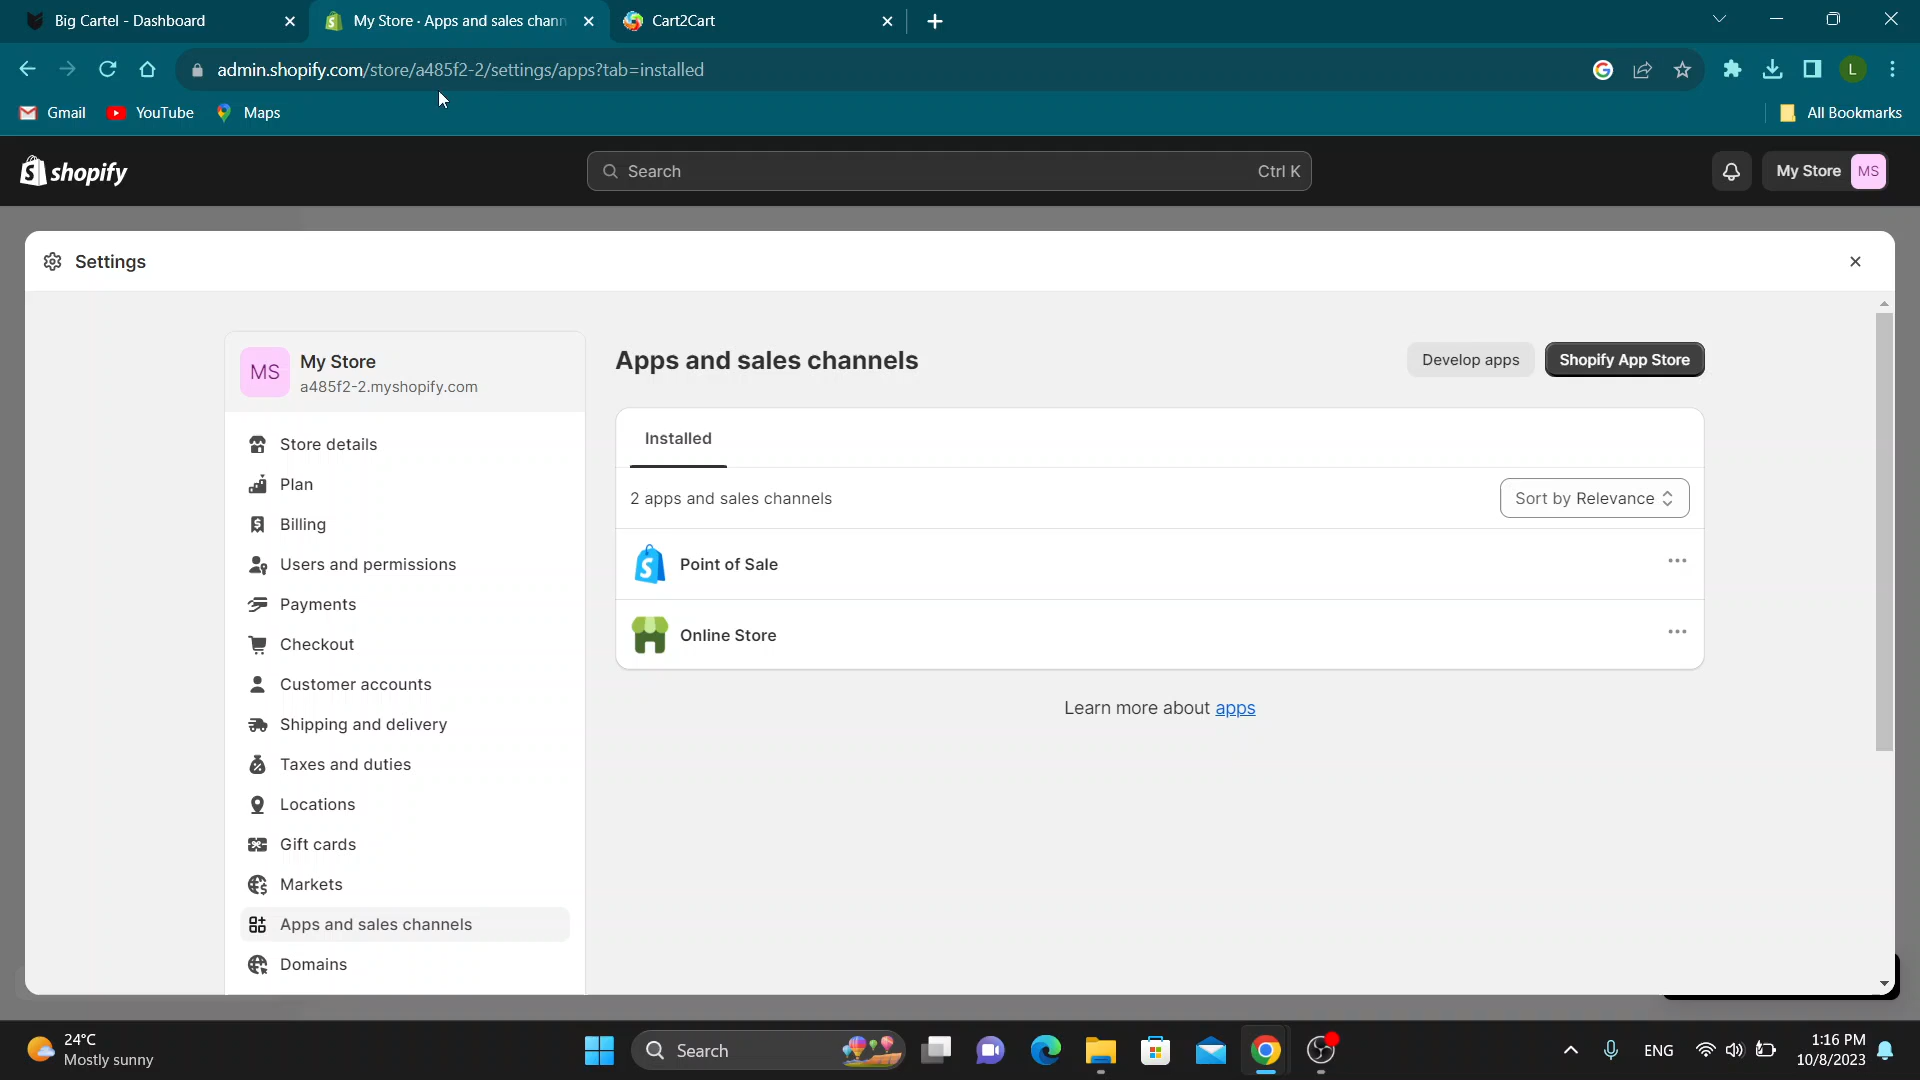 Big Cartel - Dashboard
My Store · Apps and sales chann
Cart2Cart
admin.shopify.com/store/a485f2-2/settings/apps?tab=installed
L
Gmail
YouTube
Maps
All Bookmarks
shopify
Search
Ctrl K
My Store
MS
Settings
MS
My Store
a485f2-2.myshopify.com
Store details
Plan
Billing
Users and permissions
Payments
Checkout
Customer accounts
Shipping and delivery
Taxes and duties
Locations
Gift cards
Markets
Apps and sales channels
Domains
Apps and sales channels
Develop apps
Shopify App Store
Installed
2 apps and sales channels
Sort by Relevance
Point of Sale
Online Store
Learn more about apps
24°C
Mostly sunny
Search
ENG
1:16 PM
10/8/2023